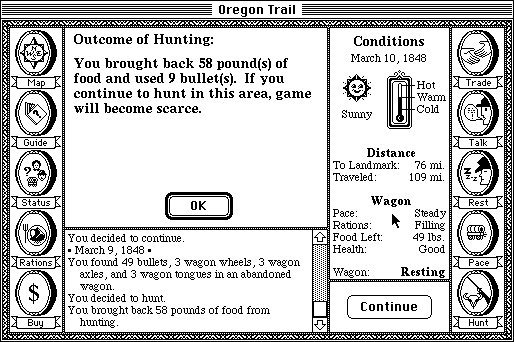 Oregon Trail
Map
Guide
Status
Rations
$
Buy
Outcome of Hunting:
You brought back 58 pound(s) of
food and used 9 bullet(s).  If you
continue to hunt in this area, game
will become scarce.
OK
You decided to continue.
• March 9, 1848 •
You found 49 bullets, 3 wagon wheels, 3 wagon
axles, and 3 wagon tongues in an abandoned
wagon.
You decided to hunt.
You brought back 58 pounds of food from
hunting.
Conditions
March 10, 1848
Sunny
Hot
Warm
Cold
Distance
To Landmark: 76 mi.
Traveled: 109 mi.
Wagon
Pace: Steady
Rations: Filling
Food Left: 49 lbs.
Health: Good
Wagon: Resting
Continue
Trade
Talk
Rest
Pace
Hunt